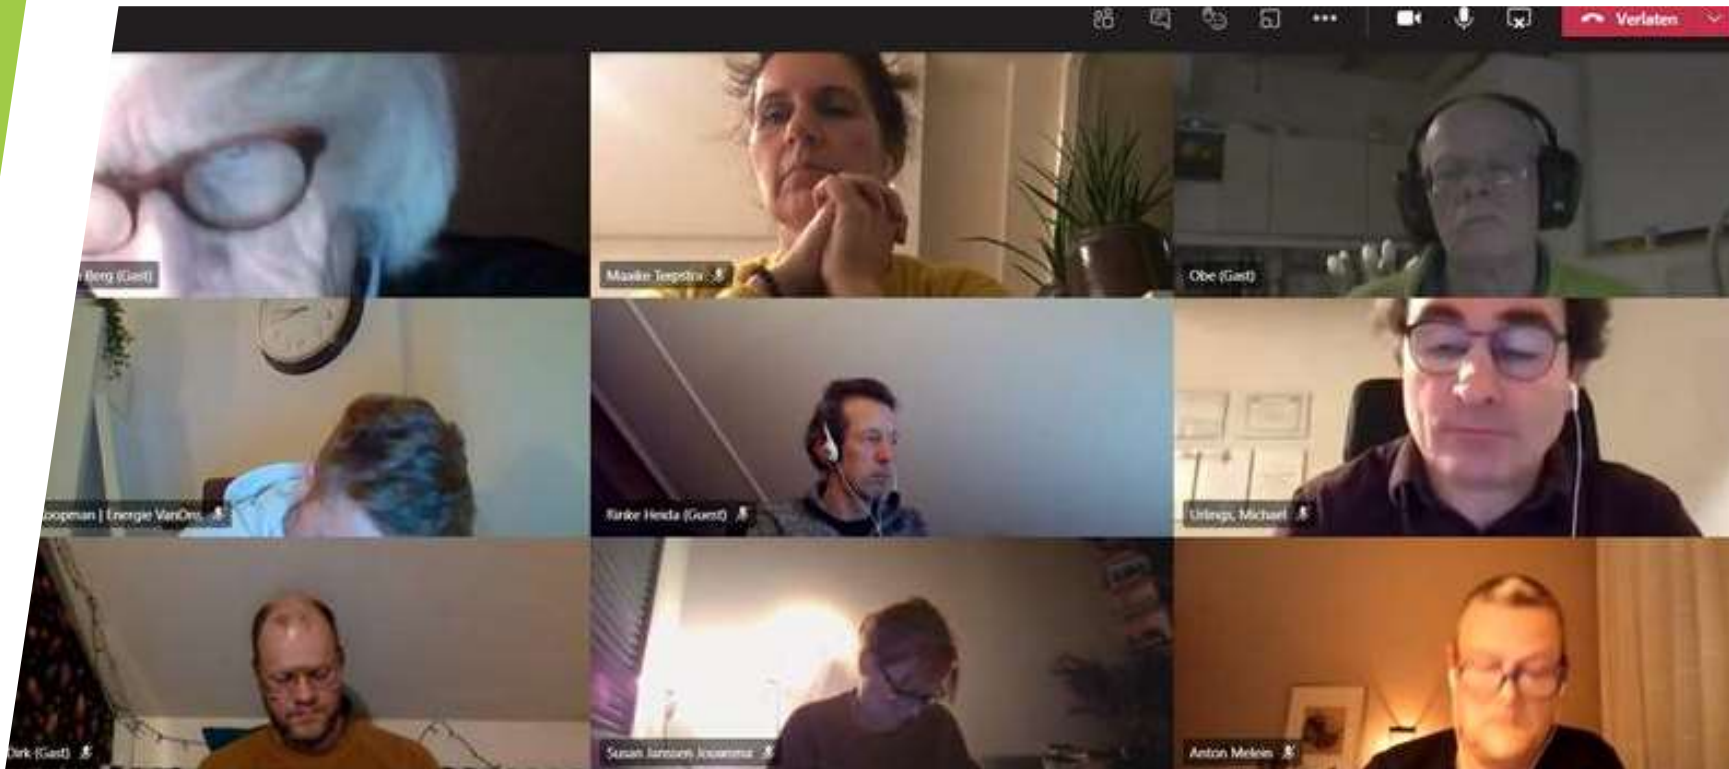 Verlaten
Berg (Gast)
Maaike Terpstra
Obe (Gast)
oopman | Energie VanOns
Rinke Heida (Guest)
Urlings, Michael
Dirk (Gast)
Susan Janssen
Anton Melein